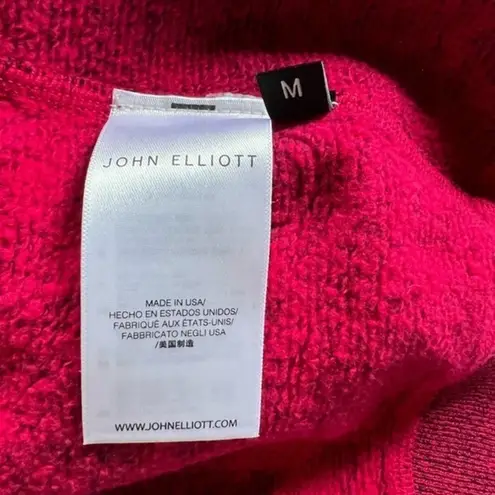 M
JOHN ELLIOTT
MADE IN USA/
HECHO EN ESTADOS UNIDOS/
FABRIQUÉ AUX ÉTATS-UNIS/
FABBRICATO NEGLI USA
/美国制造
WWW.JOHNELLIOTT.COM